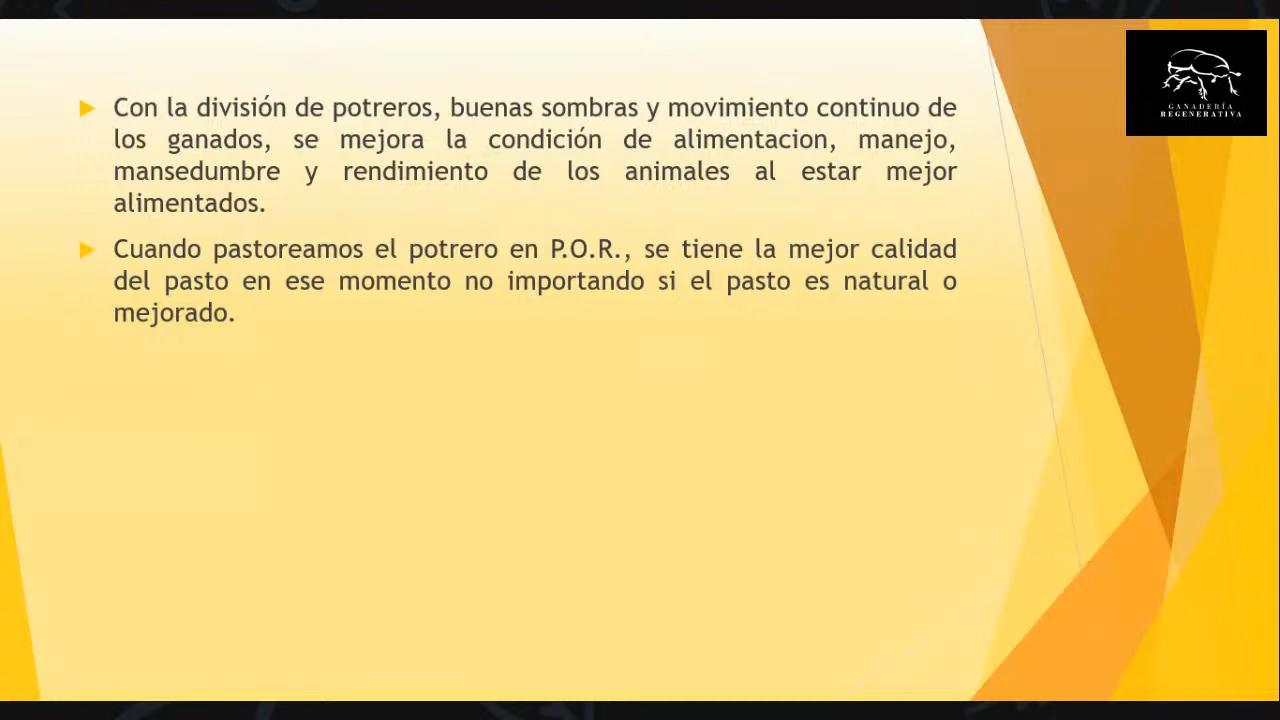 GANADERÍA
REGENERATIVA
Con la división de potreros, buenas sombras y movimiento continuo de
los ganados, se mejora la condición de alimentacion, manejo,
mansedumbre y rendimiento de los animales al estar mejor
alimentados.
Cuando pastoreamos el potrero en P.O.R., se tiene la mejor calidad
del pasto en ese momento no importando si el pasto es natural o
mejorado.